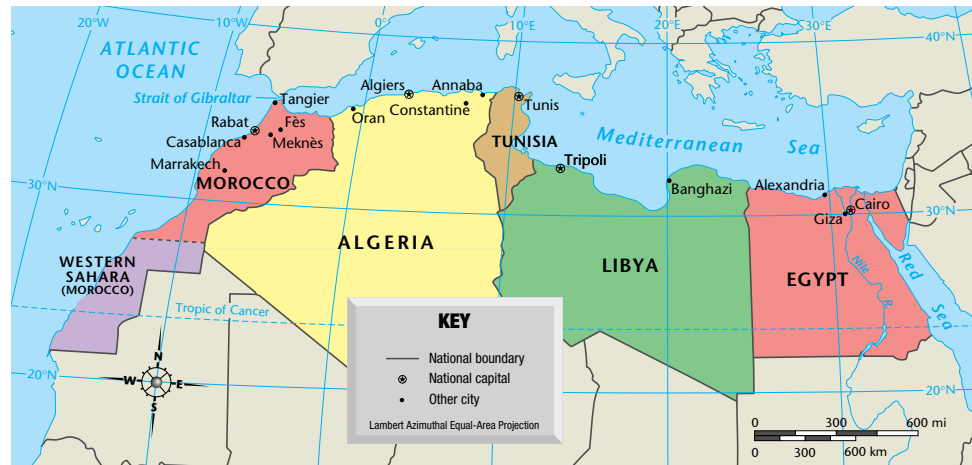 20°W
10°W
0°
10°E
20°E
30°E
40°N
40°N
ATLANTIC
OCEAN
Strait of Gibraltar
Tangier
Algiers
Annaba
Oran
Constantine
Tunis
Rabat
Fès
Casablanca
Meknès
TUNISIA
Mediterranean Sea
Marrakech
MOROCCO
Tripoli
30°N
Banghazi
Alexandria
Cairo
Giza
30°N
ALGERIA
WESTERN
SAHARA
(MOROCCO)
LIBYA
EGYPT
Nile R.
Red Sea
Tropic of Cancer
KEY
National boundary
National capital
Other city
Lambert Azimuthal Equal-Area Projection
N
W
E
S
20°N
20°N
0 300 600 mi
0 300 600 km